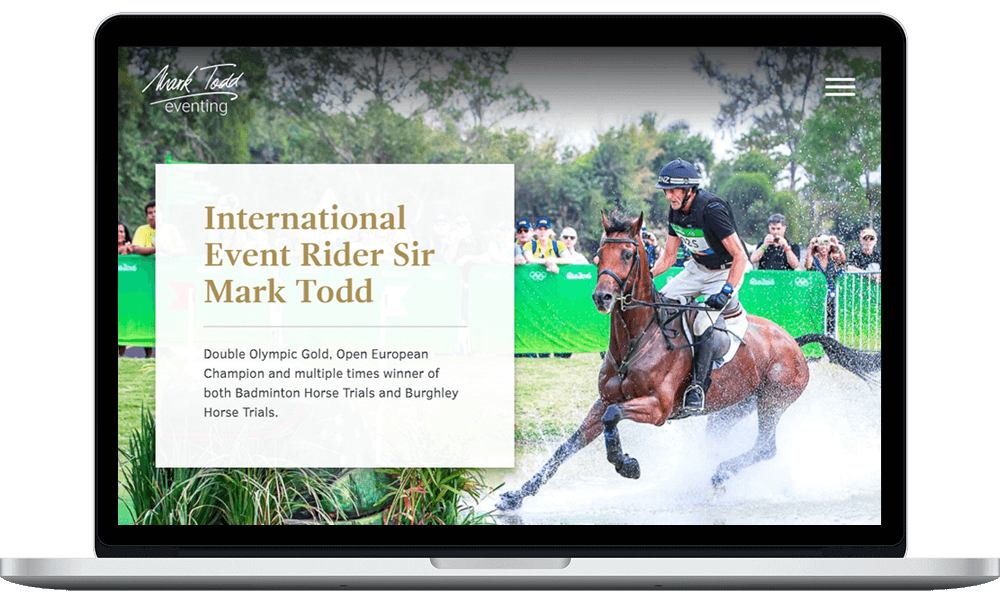 Mark Todd
eventing
International
Event Rider Sir
Mark Todd
Double Olympic Gold, Open European
Champion and multiple times winner of
both Badminton Horse Trials and Burghley
Horse Trials.
NZ